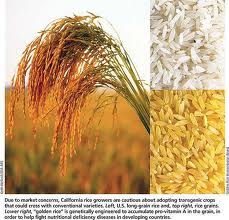 Due to market concerns, California rice growers are cautious about adopting transgenic crops
that could cross with conventional varieties. Left, U.S. long-grain rice and, top right, rice grains.
Lower right, "golden rice" is genetically engineered to accumulate pro-vitamin A in the grain, in
order to help fight nutritional deficiency diseases in developing countries.